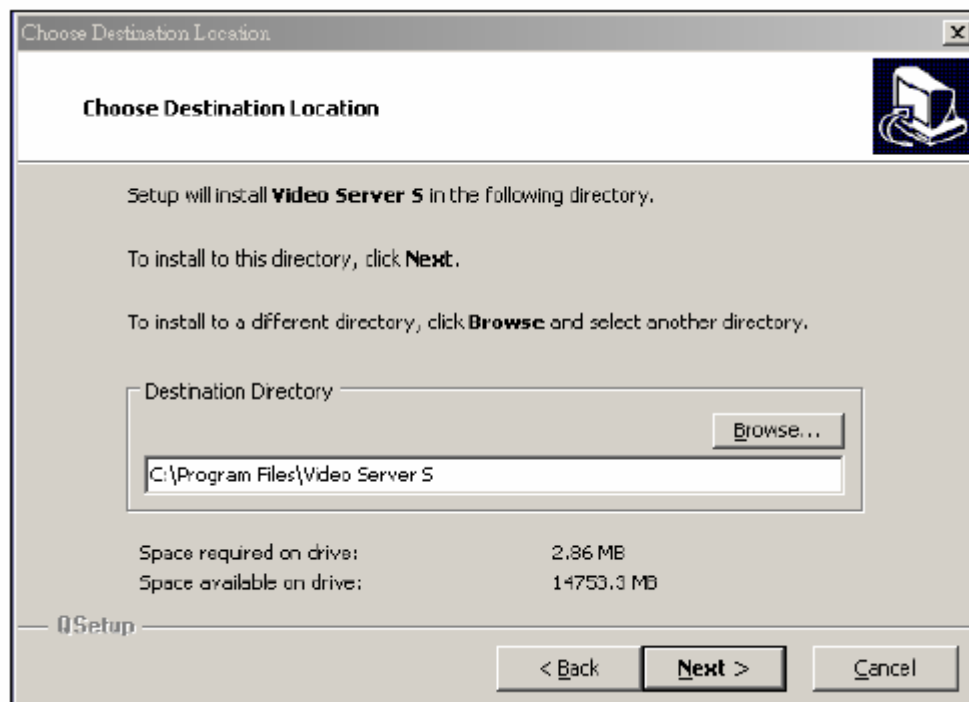 Choose Destination Location
Choose Destination Location
Setup will install Video Server S in the following directory.
To install to this directory, click Next.
To install to a different directory, click Browse and select another directory.
Destination Directory
Browse...
C:\Program Files\Video Server S
Space required on drive: 2.86 MB
Space available on drive: 14753.3 MB
QSetup
< Back Next > Cancel